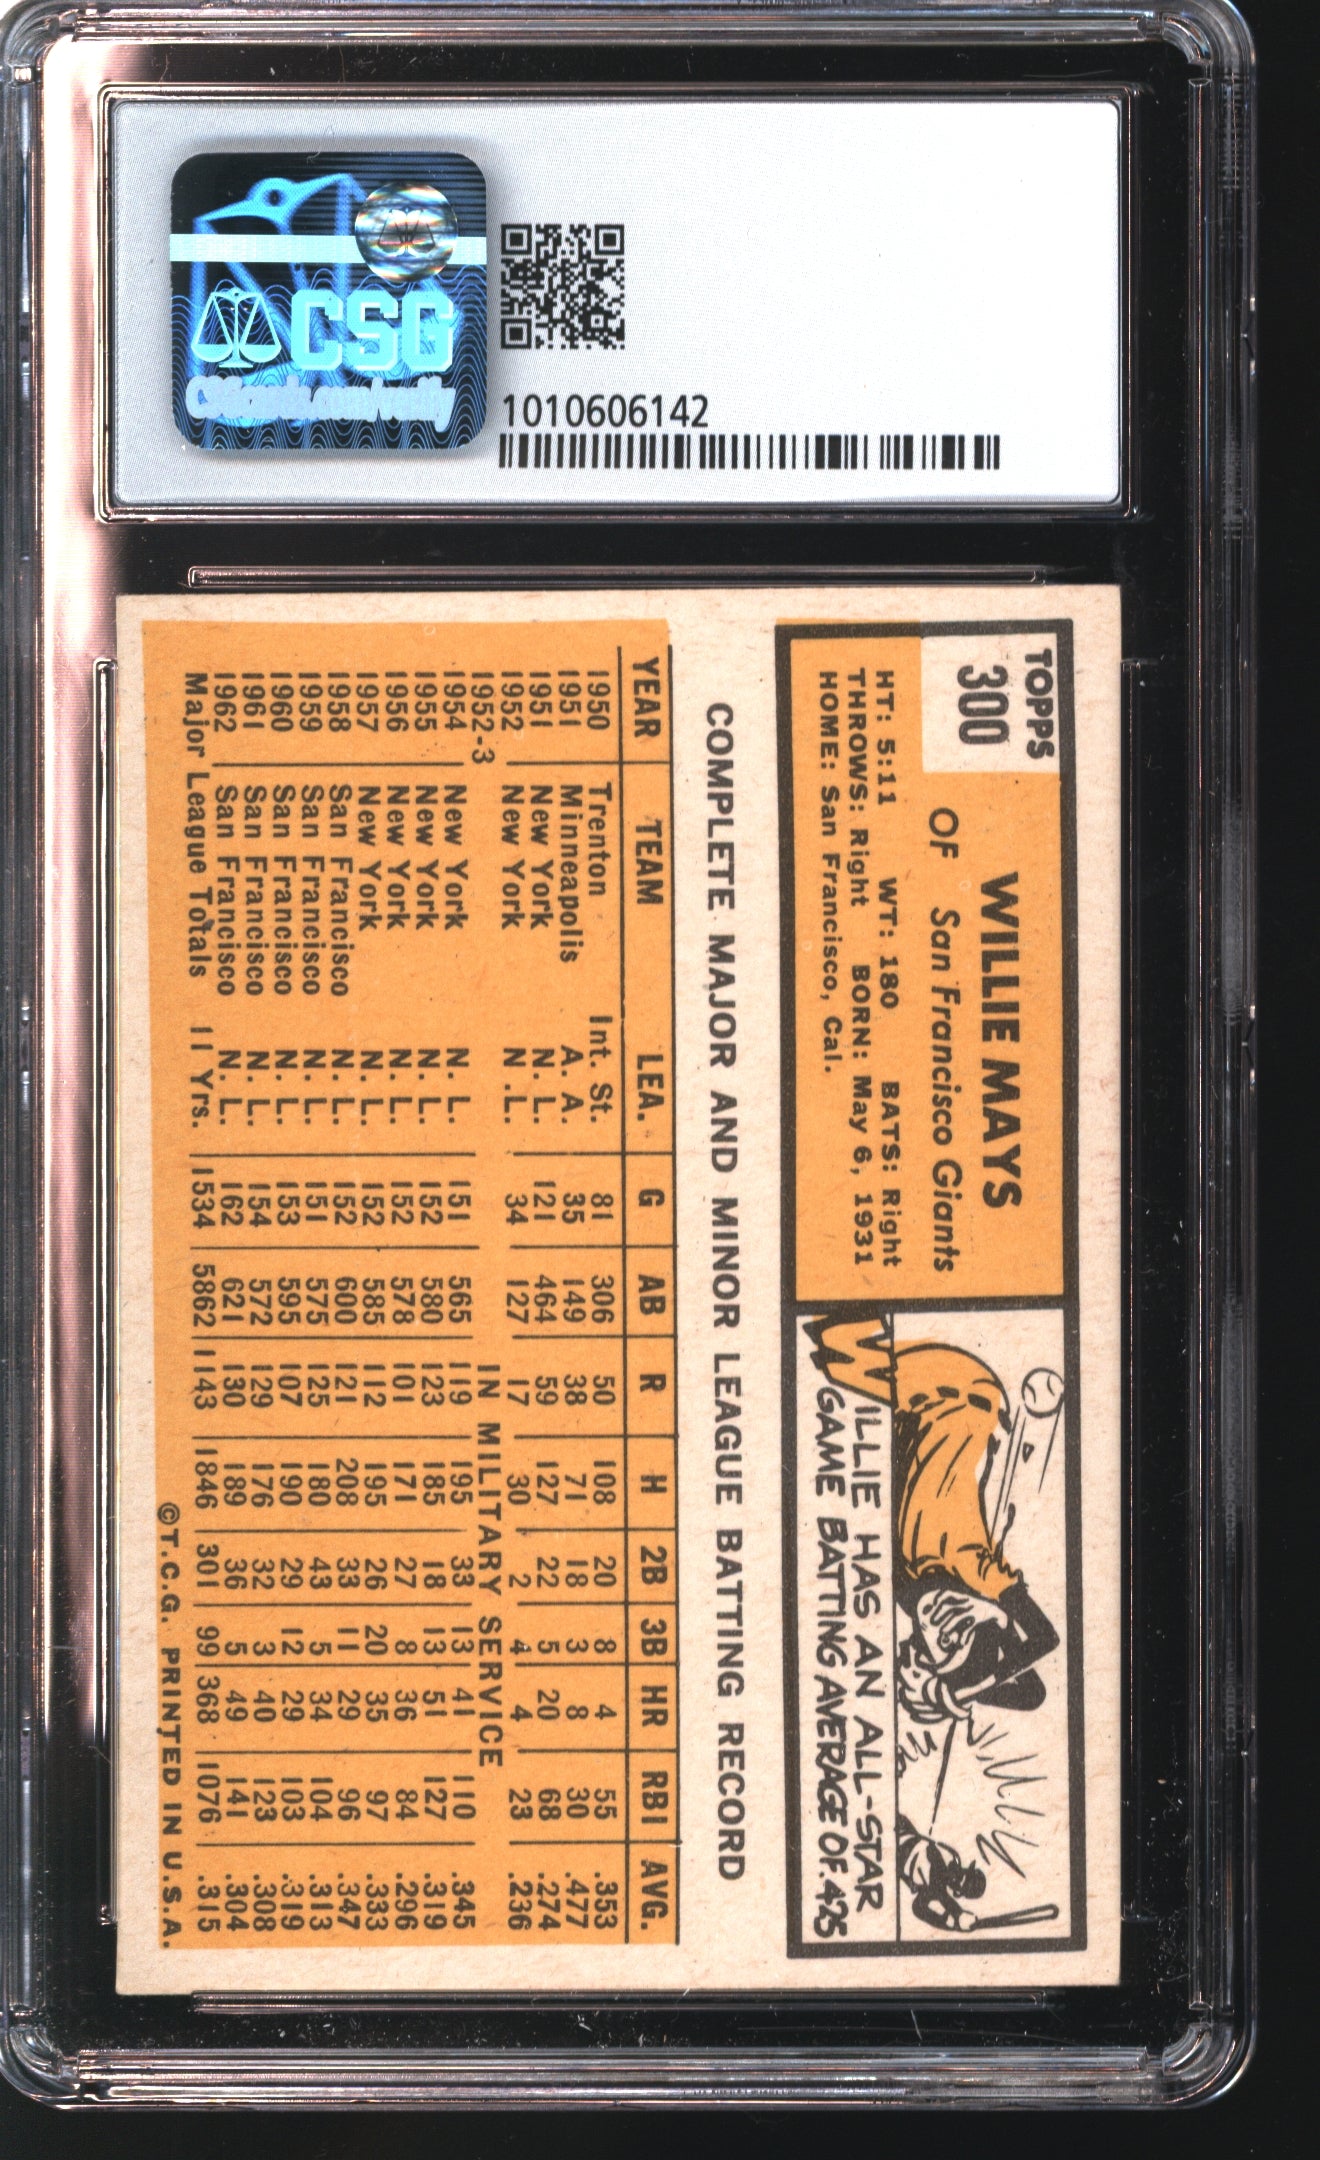 CSG
1010606142
TOPPS
300
WILLIE MAYS
OF San Francisco Giants
HT: 5:11 WT: 180 BATS: Right
THROWS: Right BORN: May 6, 1931
HOME: San Francisco, Cal.
WILLIE HAS AN ALL-STAR
GAME BATTING AVERAGE OF .425
COMPLETE MAJOR AND MINOR LEAGUE BATTING RECORD
YEAR TEAM LEA. G AB R H 2B 3B HR RBI AVG.
1950 Trenton Int. St. 81 306 50 108 20 8 4 55 .353
1951 Minneapolis A. A. 35 149 38 71 18 3 8 30 .477
1951 New York N. L. 121 464 59 127 22 5 20 68 .274
1952 New York N .L. 34 127 17 30 2 4 4 23 .236
1952-3 IN MILITARY SERVICE
1954 New York N. L. 151 565 119 195 33 13 41 110 .345
1955 New York N. L. 152 580 123 185 18 13 51 127 .319
1956 New York N. L. 152 578 101 171 27 8 36 84 .296
1957 New York N. L. 152 585 112 195 26 20 35 97 .333
1958 San Francisco N. L. 152 600 121 208 33 11 29 96 .347
1959 San Francisco N. L. 151 575 125 180 43 5 34 104 .313
1960 San Francisco N. L. 153 595 107 190 29 12 29 103 .319
1961 San Francisco N. L. 154 572 129 176 32 3 40 123 .308
1962 San Francisco N. L. 162 621 130 189 36 5 49 141 .304
Major League Totals 11 Yrs. 1534 5862 1143 1846 301 99 368 1076 .315
©T.C.G. PRINTED IN U.S.A.